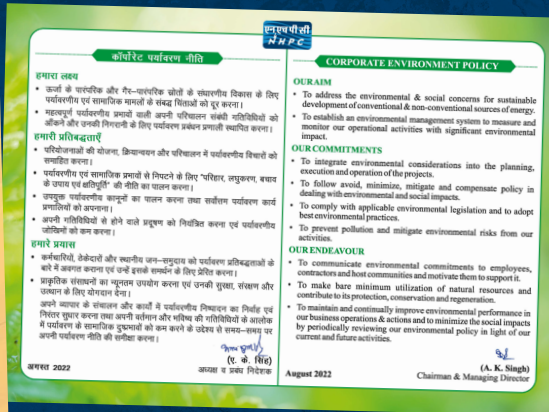 एनएचपीसी
NHPC
कॉर्पोरेट पर्यावरण नीति
हमारा लक्ष्य
• ऊर्जा के पारंपरिक और गैर–पारंपरिक स्रोतों के संधारणीय विकास के लिए
पर्यावरणीय एवं सामाजिक मामलों के संबद्ध चिंताओं को दूर करना।
• महत्वपूर्ण पर्यावरणीय प्रभावों वाली अपनी परिचालन संबंधी गतिविधियों को
आँकने और उनकी निगरानी के लिए पर्यावरण प्रबंधन प्रणाली स्थापित करना।
हमारी प्रतिबद्धताएँ
• परियोजनाओं की योजना, क्रियान्वयन और परिचालन में पर्यावरणीय विचारों को
समाहित करना।
• पर्यावरणीय एवं सामाजिक प्रभावों से निपटने के लिए "परिहार, लघुकरण, बचाव
के उपाय एवं क्षतिपूर्ति" की नीति का पालन करना।
• उपयुक्त पर्यावरणीय कानूनों का पालन करना तथा सर्वोत्तम पर्यावरण कार्य
प्रणालियों को अपनाना।
• अपनी गतिविधियों से होने वाले प्रदूषण को नियंत्रित करना एवं पर्यावरणीय
जोखिमों को कम करना।
हमारे प्रयास
• कर्मचारियों, ठेकेदारों और स्थानीय जन–समुदाय को पर्यावरण प्रतिबद्धताओं के
बारे में अवगत कराना एवं उन्हें इसके समर्थन के लिए प्रेरित करना।
• प्राकृतिक संसाधनों का न्यूनतम उपयोग करना एवं उनकी सुरक्षा, संरक्षण और
उत्थान के लिए योगदान देना।
अपने व्यापार के संचालन और कार्यों में पर्यावरणीय निष्पादन का निर्वाह एवं
निरंतर सुधार करना तथा अपनी वर्तमान और भविष्य की गतिविधियों के आलोक
में पर्यावरण के सामाजिक दुष्प्रभावों को कम करने के उद्देश्य से समय–समय पर
अपनी पर्यावरण नीति की समीक्षा करना।
(ए. के. सिंह)
अध्यक्ष व प्रबंध निदेशक
अगस्त 2022
CORPORATE ENVIRONMENT POLICY
OUR AIM
• To address the environmental & social concerns for sustainable
development of conventional & non-conventional sources of energy.
• To establish an environmental management system to measure and
monitor our operational activities with significant environmental
impact.
OUR COMMITMENTS
• To integrate environmental considerations into the planning,
execution and operation of the projects.
• To follow avoid, minimize, mitigate and compensate policy in
dealing with environmental and social impacts.
• To comply with applicable environmental legislation and to adopt
best environmental practices.
• To prevent pollution and mitigate environmental risks from our
activities.
OUR ENDEAVOUR
• To communicate environmental commitments to employees,
contractors and host communities and motivate them to support it.
• To make bare minimum utilization of natural resources and
contribute to its protection, conservation and regeneration.
• To maintain and continually improve environmental performance in
our business operations & actions and to minimize the social impacts
by periodically reviewing our environmental policy in light of our
current and future activities.
(A. K. Singh)
Chairman & Managing Director
August 2022